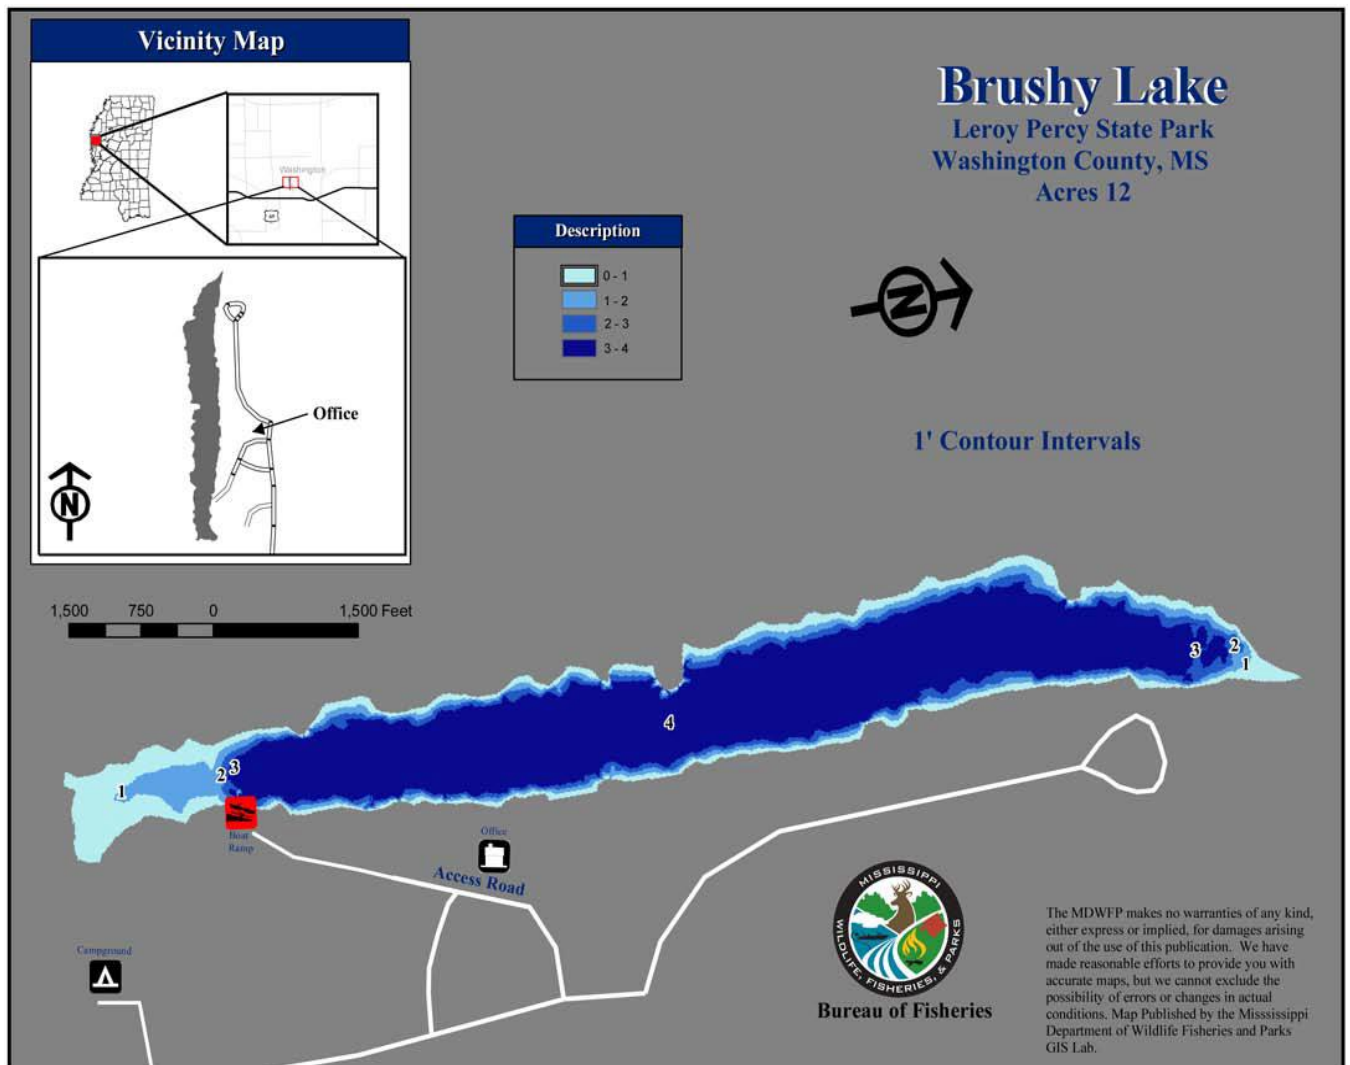 Vicinity Map
Washington
Office
N
Brushy Lake
Leroy Percy State Park
Washington County, MS
Acres 12
Description
0 - 1
1 - 2
2 - 3
3 - 4
N
1' Contour Intervals
1,500 750 0 1,500 Feet
3
2
1
4
3
2
1
Boat
Ramp
Office
Access Road
Campground
MISSISSIPPI
WILDLIFE, FISHERIES, & PARKS
Bureau of Fisheries
The MDWFP makes no warranties of any kind,
either express or implied, for damages arising
out of the use of this publication. We have
made reasonable efforts to provide you with
accurate maps, but we cannot exclude the
possibility of errors or changes in actual
conditions. Map Published by the Misssissippi
Department of Wildlife Fisheries and Parks
GIS Lab.